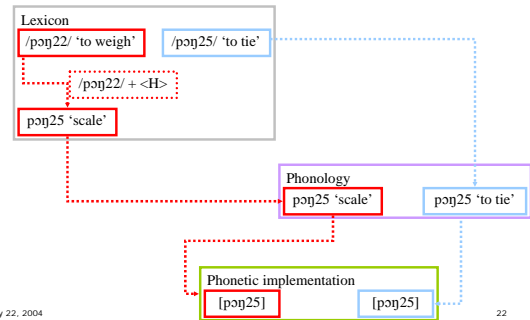 Lexicon
/pɔŋ22/ ‘to weigh’ /pɔŋ25/ ‘to tie’
/pɔŋ22/ + <H>
pɔŋ25 ‘scale’
Phonology
pɔŋ25 ‘scale’ pɔŋ25 ‘to tie’
Phonetic implementation
[pɔŋ25] [pɔŋ25]
y 22, 2004 22